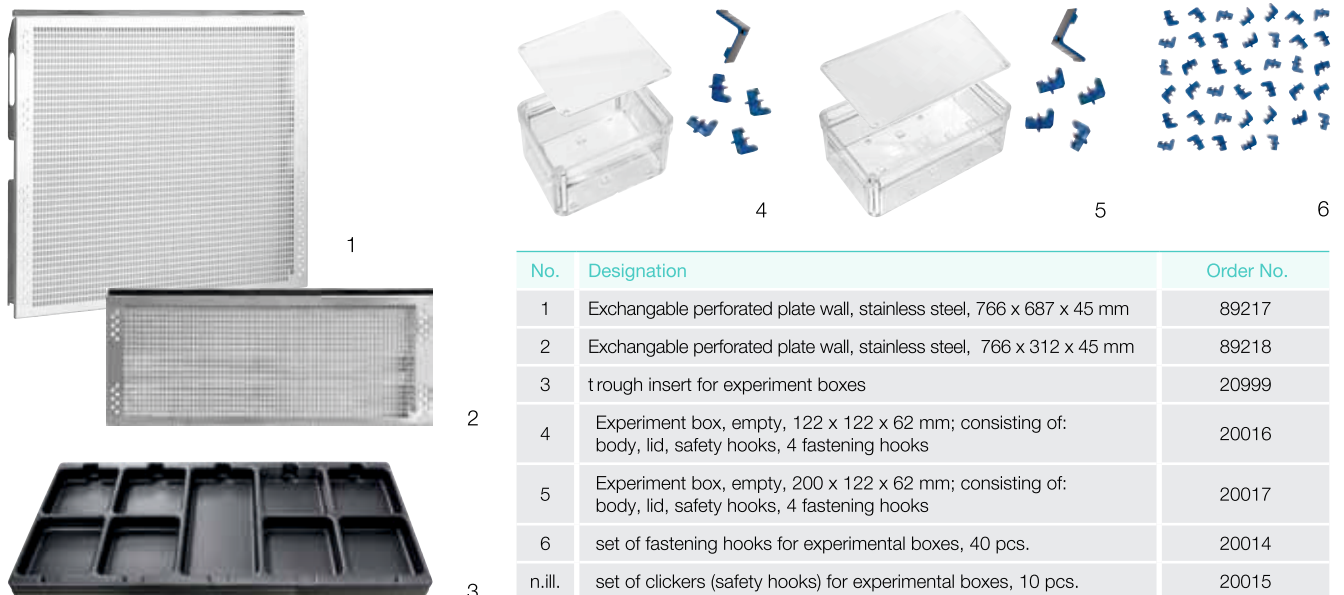 1
2
3
4
5
6
No. Designation Order No.
1 Exchangable perforated plate wall, stainless steel, 766 x 687 x 45 mm 89217
2 Exchangable perforated plate wall, stainless steel, 766 x 312 x 45 mm 89218
3 trough insert for experiment boxes 20999
4 Experiment box, empty, 122 x 122 x 62 mm; consisting of:
body, lid, safety hooks, 4 fastening hooks 20016
5 Experiment box, empty, 200 x 122 x 62 mm; consisting of:
body, lid, safety hooks, 4 fastening hooks 20017
6 set of fastening hooks for experimental boxes, 40 pcs. 20014
n.ill. set of clickers (safety hooks) for experimental boxes, 10 pcs. 20015